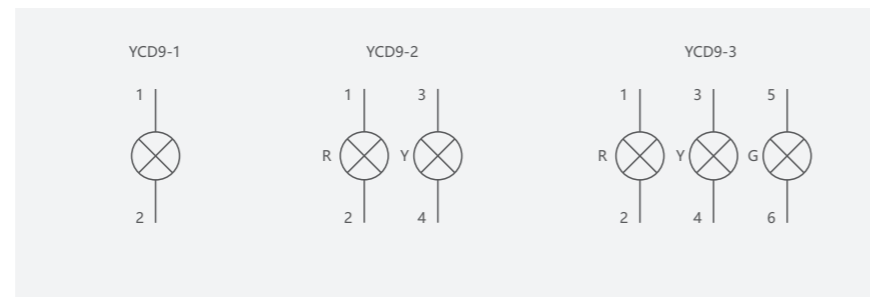 YCD9-1 YCD9-2 YCD9-3
1 1 3 1 3 5
R Y R Y G
2 2 4 2 4 6